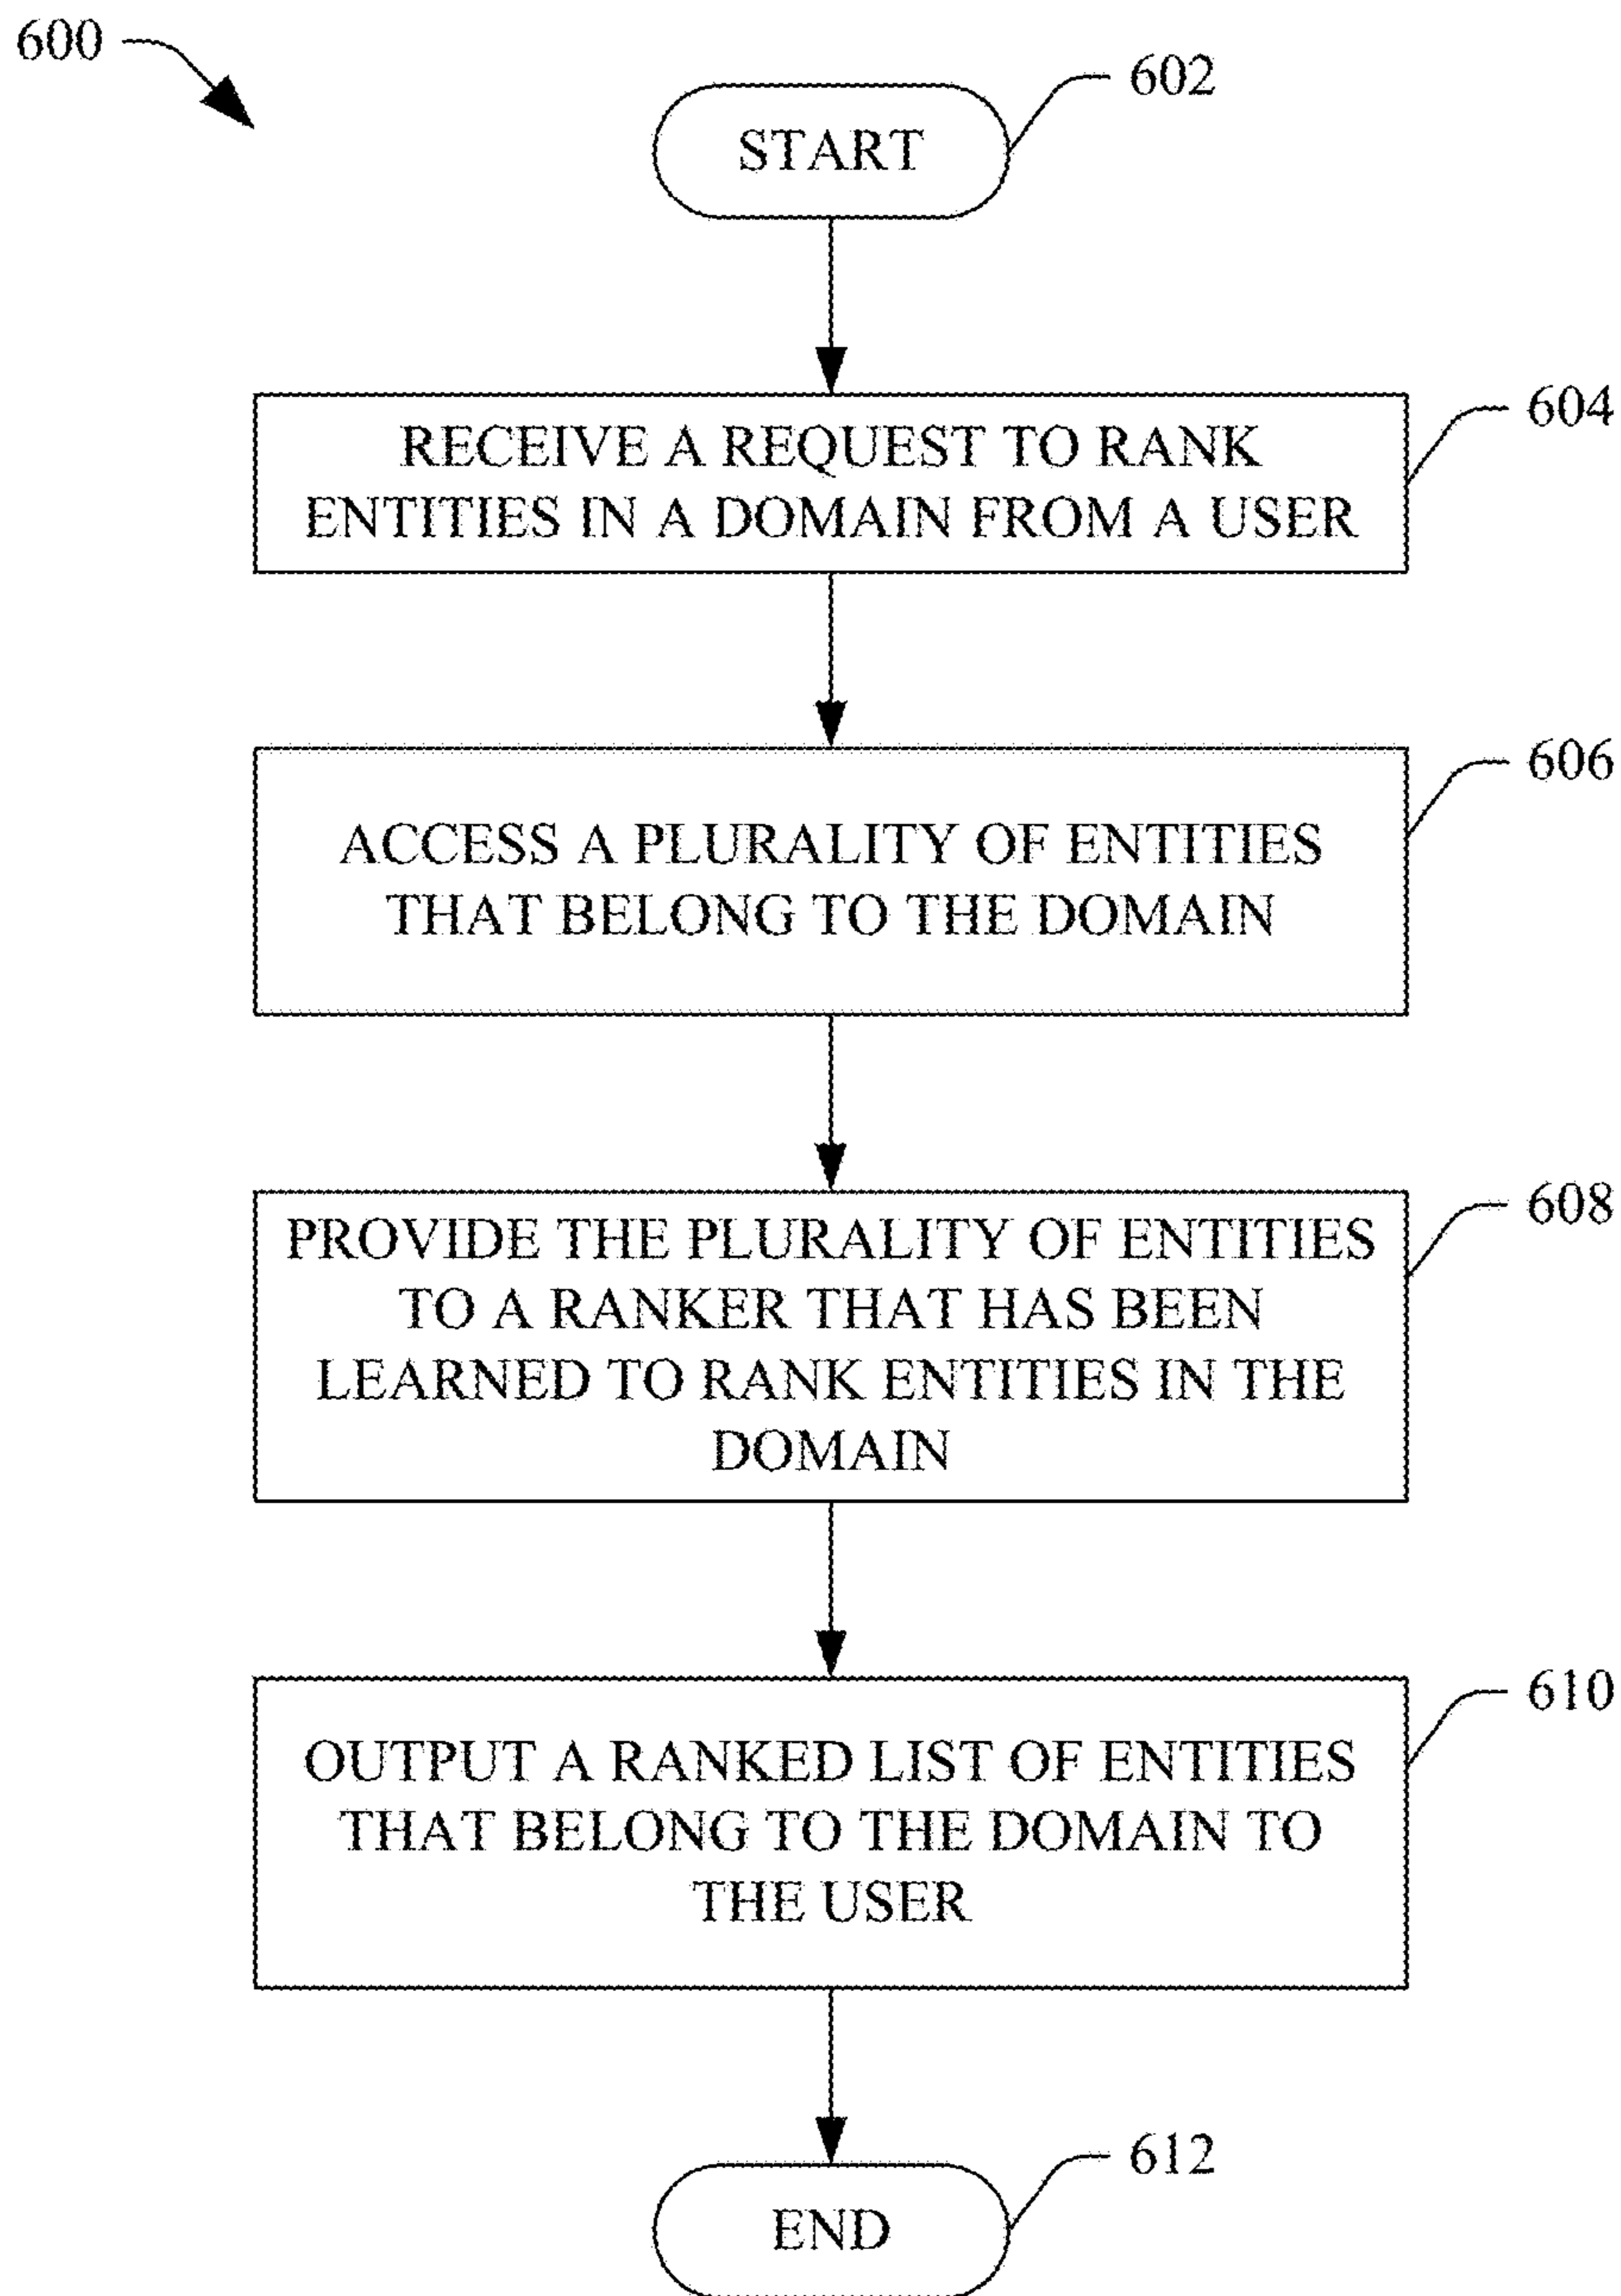 600
602
START
604
RECEIVE A REQUEST TO RANK
ENTITIES IN A DOMAIN FROM A USER
606
ACCESS A PLURALITY OF ENTITIES
THAT BELONG TO THE DOMAIN
608
PROVIDE THE PLURALITY OF ENTITIES
TO A RANKER THAT HAS BEEN
LEARNED TO RANK ENTITIES IN THE
DOMAIN
610
OUTPUT A RANKED LIST OF ENTITIES
THAT BELONG TO THE DOMAIN TO
THE USER
612
END